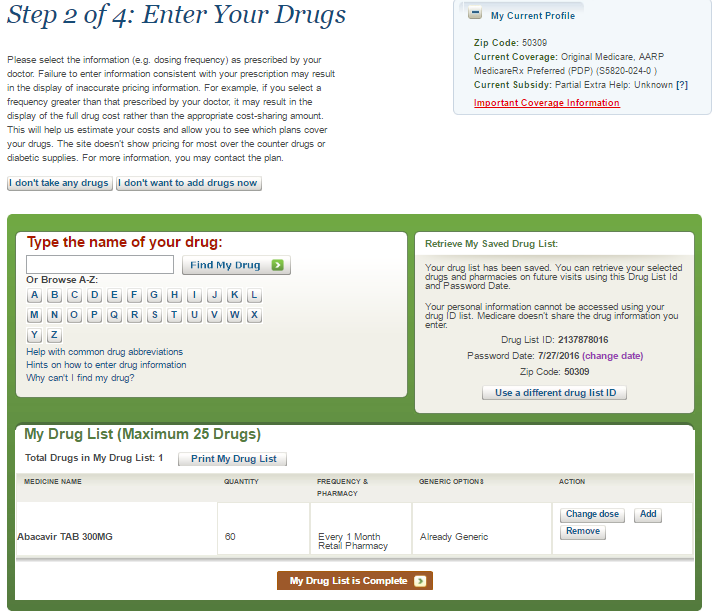 Step 2 of 4: Enter Your Drugs
Please select the information (e.g. dosing frequency) as prescribed by your
doctor. Failure to enter information consistent with your prescription may result
in the display of inaccurate pricing information. For example, if you select a
frequency greater than that prescribed by your doctor, it may result in the
display of the full drug cost rather than the appropriate cost-sharing amount.
This will help us estimate your costs and allow you to see which plans cover
your drugs. The site doesn't show pricing for most over the counter drugs or
diabetic supplies. For more information, you may contact the plan.
I don't take any drugs I don't want to add drugs now
My Current Profile
Zip Code: 50309
Current Coverage: Original Medicare, AARP
MedicareRx Preferred (PDP) (S5820-024-0 )
Current Subsidy: Partial Extra Help: Unknown [?]
Important Coverage Information
Type the name of your drug:
Find My Drug
Or Browse A-Z:
A B C D E F G H I J K L
M N O P Q R S T U V W X
Y Z
Help with common drug abbreviations
Hints on how to enter drug information
Why can't I find my drug?
Retrieve My Saved Drug List:
Your drug list has been saved. You can retrieve your selected
drugs and pharmacies on future visits using this Drug List Id
and Password Date.
Your personal information cannot be accessed using your
drug ID list. Medicare doesn't share the drug information you
enter.
Drug List ID: 2137878016
Password Date: 7/27/2016 (change date)
Zip Code: 50309
Use a different drug list ID
My Drug List (Maximum 25 Drugs)
Total Drugs in My Drug List: 1 Print My Drug List
MEDICINE NAME QUANTITY FREQUENCY & GENERIC OPTIONS ACTION
PHARMACY
Change dose Add
Abacavir TAB 300MG 60 Every 1 Month Already Generic Remove
Retail Pharmacy
My Drug List is Complete